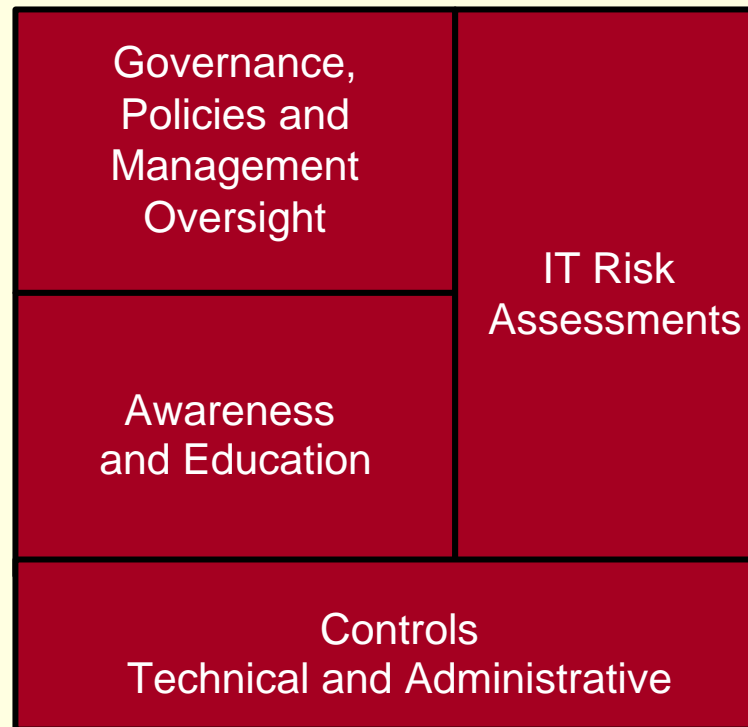 Governance,
Policies and
Management
Oversight
IT Risk
Assessments
Awareness
and Education
Controls
Technical and Administrative